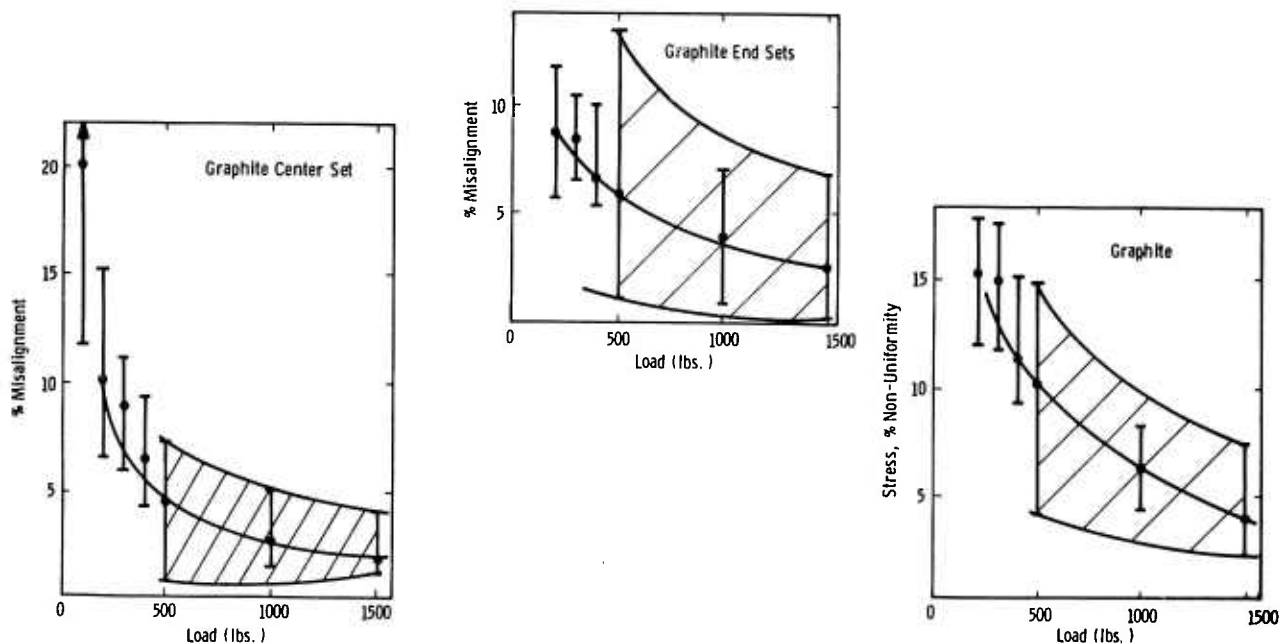 Graphite Center Set
% Misalignment
20
15
10
5
0
500
1000
1500
Load (lbs.)
Graphite End Sets
% Misalignment
10
5
0
500
1000
1500
Load (lbs.)
Graphite
Stress, % Non-Uniformity
15
10
5
0
500
1000
1500
Load (lbs.)